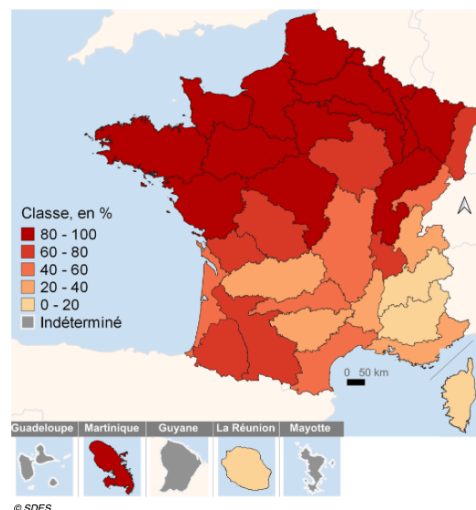 Classe, en %
80 - 100
60 - 80
40 - 60
20 - 40
0 - 20
Indéterminé
0 50 km
Guadeloupe Martinique Guyane La Réunion Mayotte
© SDES